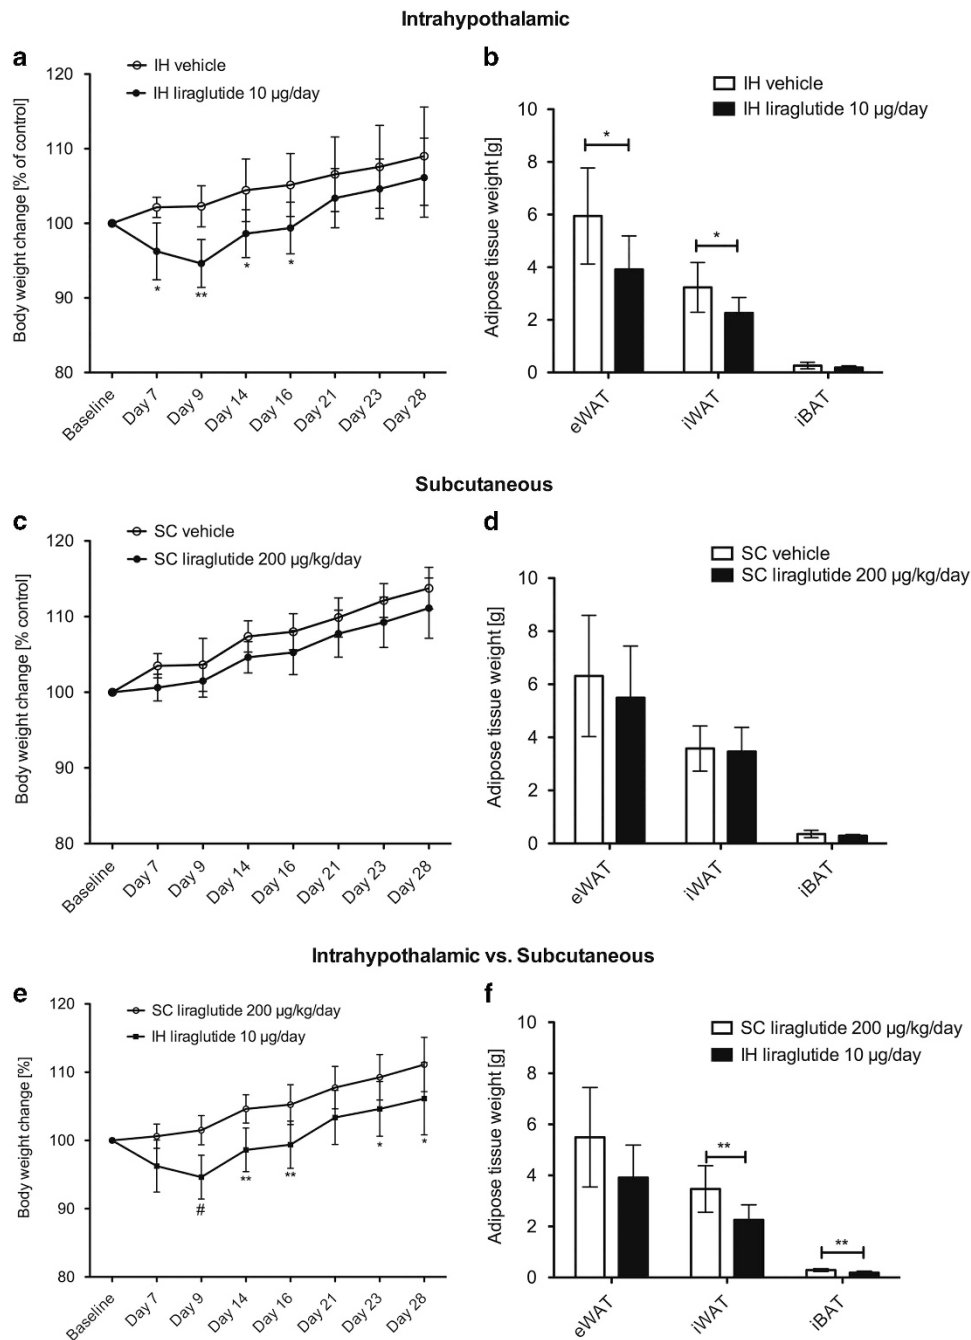 Intrahypothalamic
a
IH vehicle
IH liraglutide 10 µg/day
Body weight change [% of control]
120
110
100
90
80
Baseline
Day 7
Day 9
Day 14
Day 16
Day 21
Day 23
Day 28
*
**
*
*
b
IH vehicle
IH liraglutide 10 µg/day
Adipose tissue weight [g]
10
8
6
4
2
0
*
*
eWAT
iWAT
iBAT
Subcutaneous
c
SC vehicle
SC liraglutide 200 µg/kg/day
Body weight change [% control]
120
110
100
90
80
Baseline
Day 7
Day 9
Day 14
Day 16
Day 21
Day 23
Day 28
d
SC vehicle
SC liraglutide 200 µg/kg/day
Adipose tissue weight [g]
10
8
6
4
2
0
eWAT
iWAT
iBAT
Intrahypothalamic vs. Subcutaneous
e
SC liraglutide 200 µg/kg/day
IH liraglutide 10 µg/day
Body weight change [%]
120
110
100
90
80
#
**
**
*
*
Baseline
Day 7
Day 9
Day 14
Day 16
Day 21
Day 23
Day 28
f
SC liraglutide 200 µg/kg/day
IH liraglutide 10 µg/day
Adipose tissue weight [g]
10
8
6
4
2
0
**
**
eWAT
iWAT
iBAT